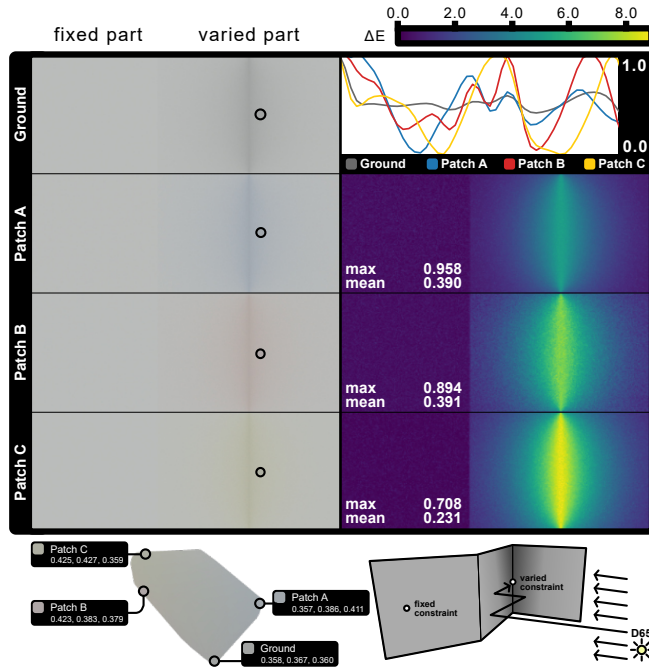 0.0 2.0 4.0 6.0 8.0
fixed part varied part ΔE
Ground
1.0
0.0
Ground Patch A Patch B Patch C
Patch A
max 0.958
mean 0.390
Patch B
max 0.894
mean 0.391
Patch C
max 0.708
mean 0.231
Patch C
0.425, 0.427, 0.359
Patch B
0.423, 0.383, 0.379
Patch A
0.357, 0.386, 0.411
Ground
0.358, 0.367, 0.360
varied
constraint
fixed
constraint
D65